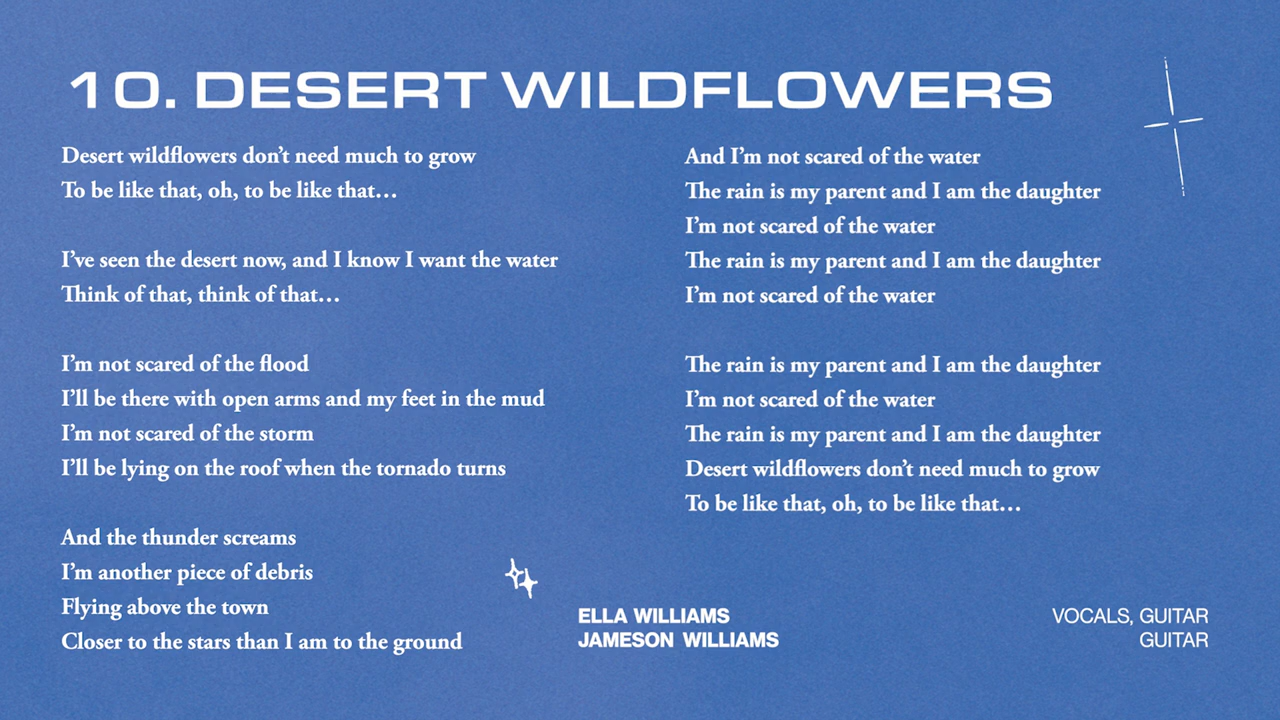 10. DESERT WILDFLOWERS
Desert wildflowers don’t need much to grow
To be like that, oh, to be like that…
I’ve seen the desert now, and I know I want the water
Think of that, think of that…
I’m not scared of the flood
I’ll be there with open arms and my feet in the mud
I’m not scared of the storm
I’ll be lying on the roof when the tornado turns
And the thunder screams
I’m another piece of debris
Flying above the town
Closer to the stars than I am to the ground
And I’m not scared of the water
The rain is my parent and I am the daughter
I’m not scared of the water
The rain is my parent and I am the daughter
I’m not scared of the water
The rain is my parent and I am the daughter
I’m not scared of the water
The rain is my parent and I am the daughter
Desert wildflowers don’t need much to grow
To be like that, oh, to be like that…
ELLA WILLIAMS VOCALS, GUITAR
JAMESON WILLIAMS GUITAR